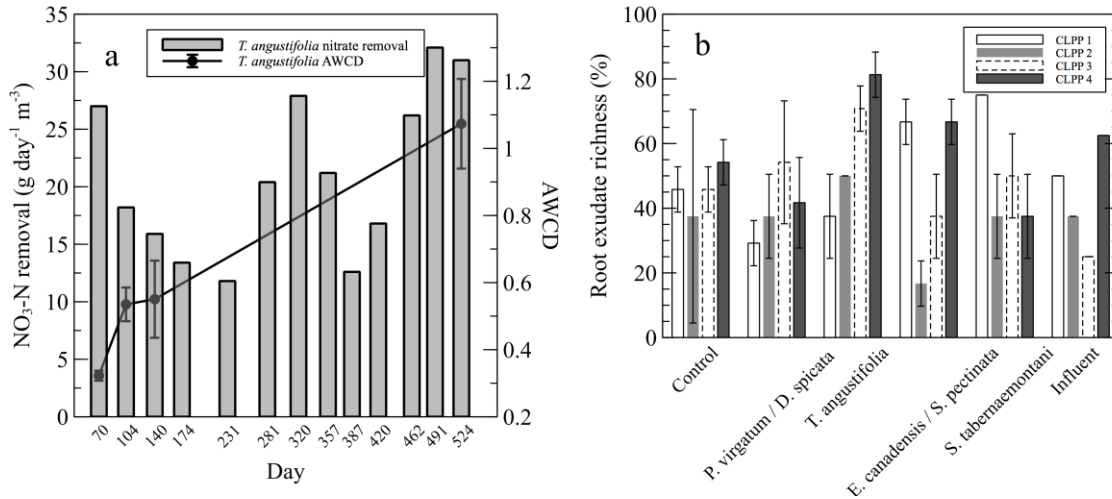 a
T. angustifolia nitrate removal
T. angustifolia AWCD
NO3-N removal (g day-1 m-3)
35
30
25
20
15
10
5
0
1.2
1
0.8
0.6
0.4
0.2
AWCD
70 104 140 174 231 281 320 357 387 420 462 491 524
Day
b
CLPP 1
CLPP 2
CLPP 3
CLPP 4
Root exudate richness (%)
100
80
60
40
20
0
Control
P. virgatum / D. spicata
T. angustifolia
E. canadensis / S. pectinata
S. tabernaemontani
Influent